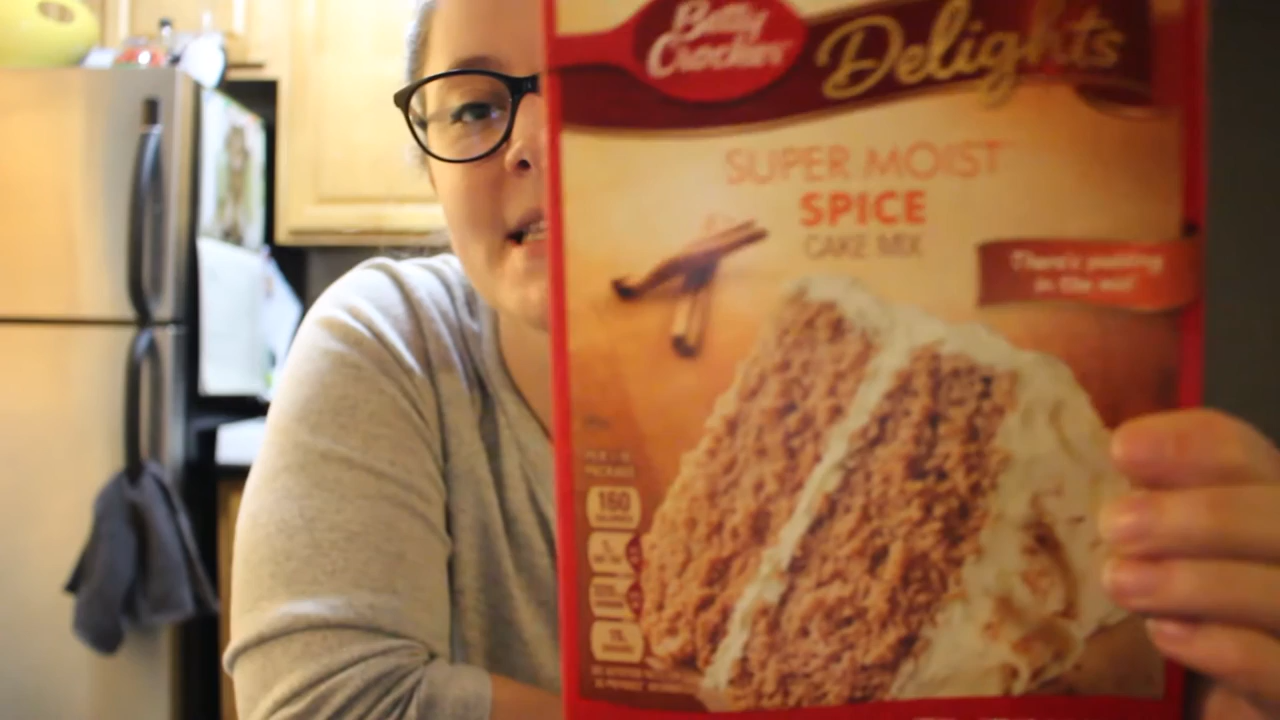 Betty
Crocker
Delights
SUPER MOIST
SPICE
CAKE MIX
There's pudding
in the mix!
160